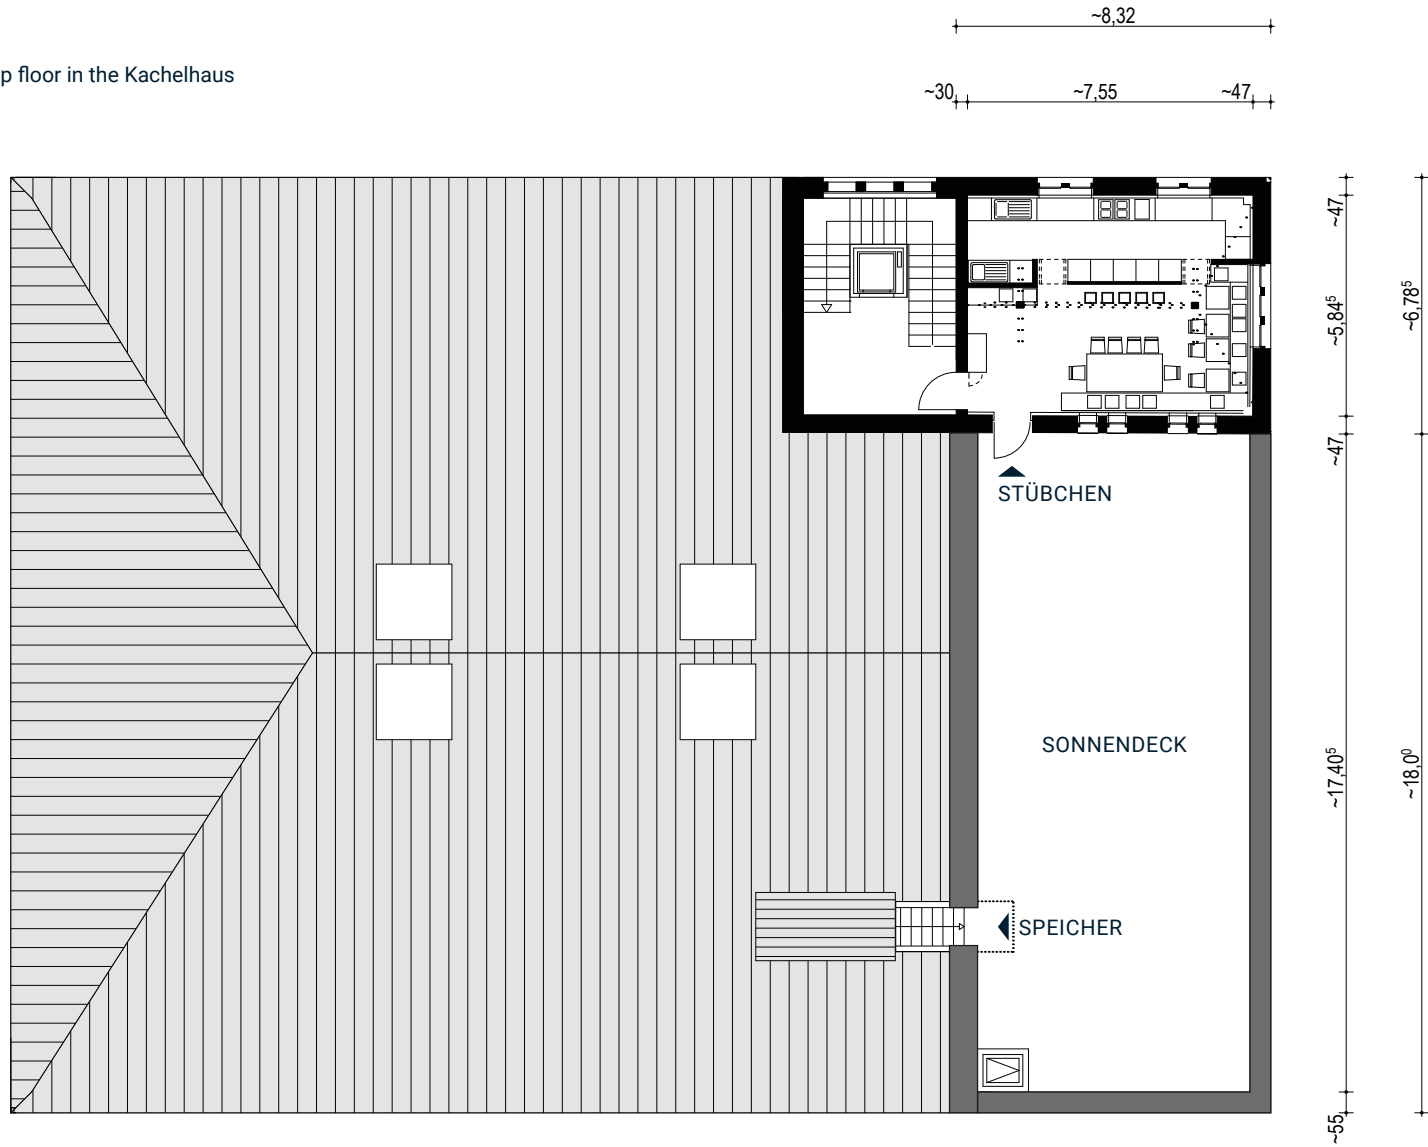 ~8,32
p floor in the Kachelhaus
~30
~7,55
~47
~47
~5,84⁵
~6,78⁵
~47
STÜBCHEN
SONNENDECK
~17,40⁵
~18,0⁰
SPEICHER
~55